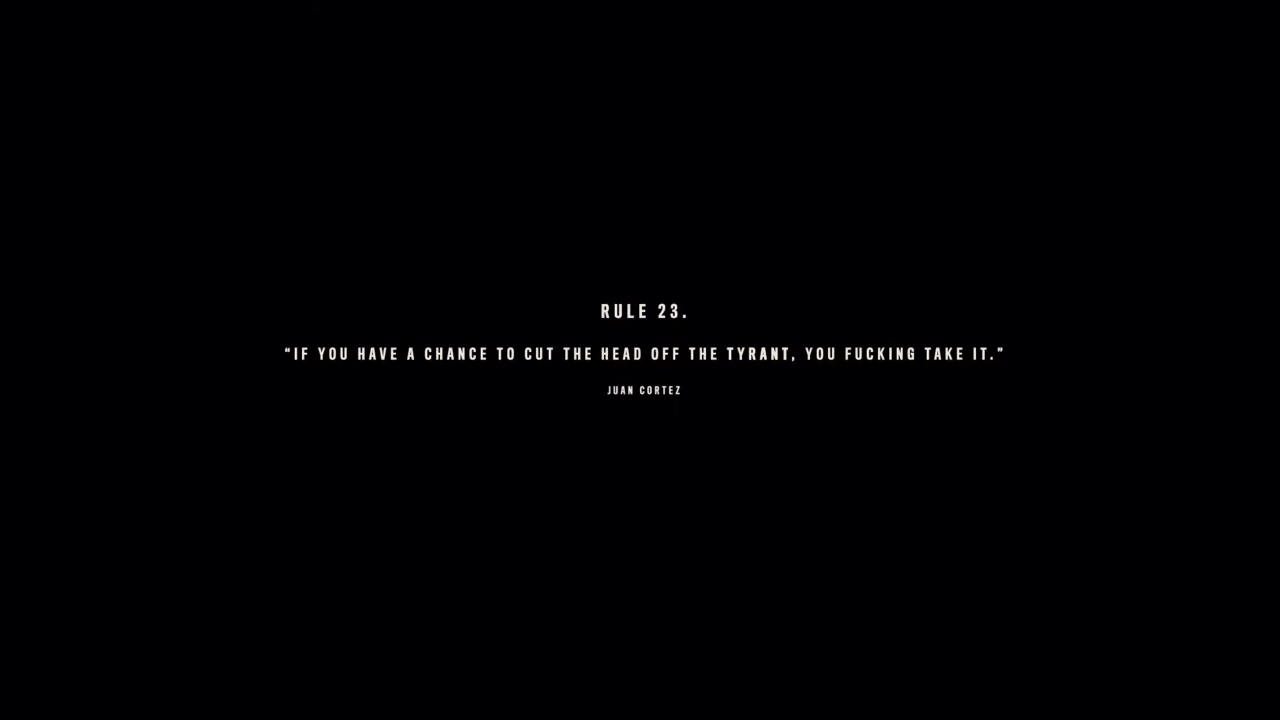 RULE 23.
“IF YOU HAVE A CHANCE TO CUT THE HEAD OFF THE TYRANT, YOU FUCKING TAKE IT.”
JUAN CORTEZ